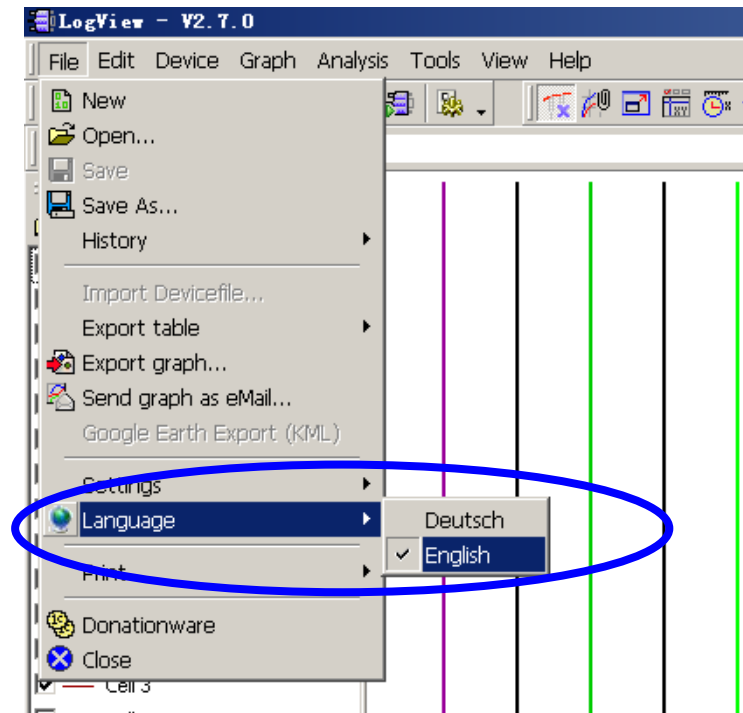 LogView - V2.7.0
File Edit Device Graph Analysis Tools View Help
New
Open...
Save
Save As...
History
Import Devicefile...
Export table
Export graph...
Send graph as eMail...
Google Earth Export (KML)
Settings
Language
Deutsch
English
Print
Donationware
Close
Cell 3